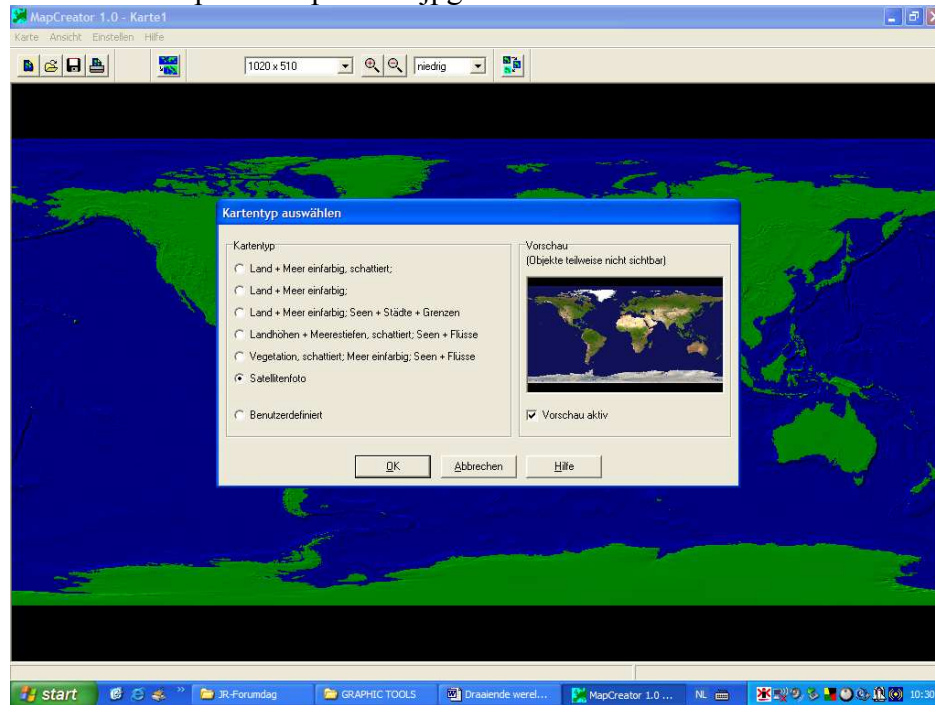 MapCreator 1.0 - Karte1
Karte Ansicht Einstellen Hilfe
1020 x 510
niedrig
Kartentyp auswählen
Kartentyp
Land + Meer einfarbig, schattiert;
Land + Meer einfarbig;
Land + Meer einfarbig; Seen + Städte + Grenzen
Landhöhen + Meerestiefen, schattiert; Seen + Flüsse
Vegetation, schattiert; Meer einfarbig; Seen + Flüsse
Satellitenfoto
Benutzerdefiniert
Vorschau
(Objekte teilweise nicht sichtbar)
Vorschau aktiv
OK Abbrechen Hilfe
start JR-Forumdag GRAPHIC TOOLS Draaiende werel... MapCreator 1.0 ... NL 10:30